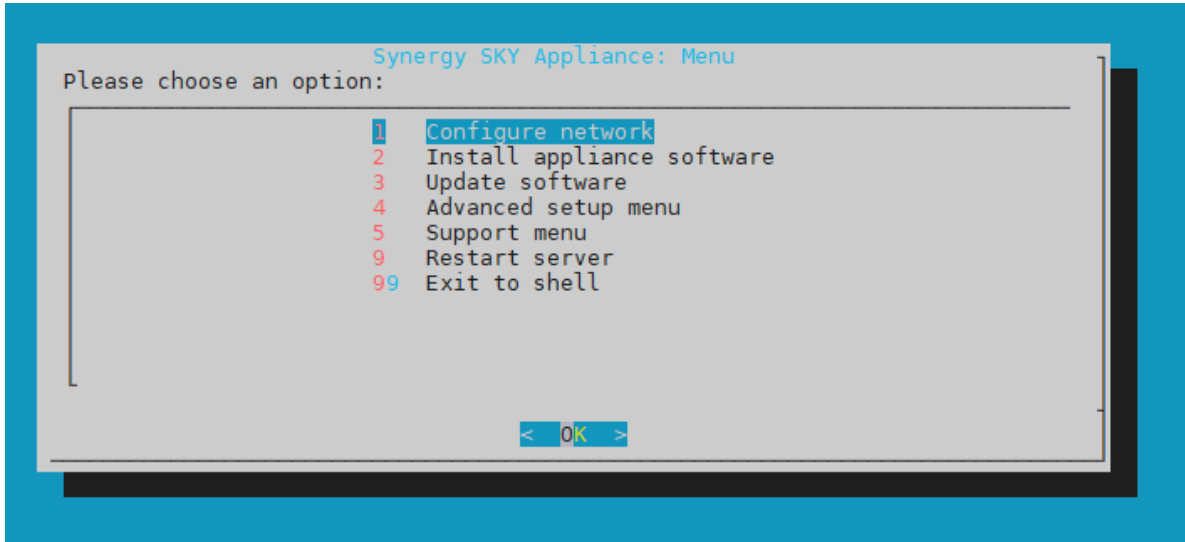 Synergy SKY Appliance: Menu
Please choose an option:
1 Configure network
2 Install appliance software
3 Update software
4 Advanced setup menu
5 Support menu
9 Restart server
99 Exit to shell
< OK >